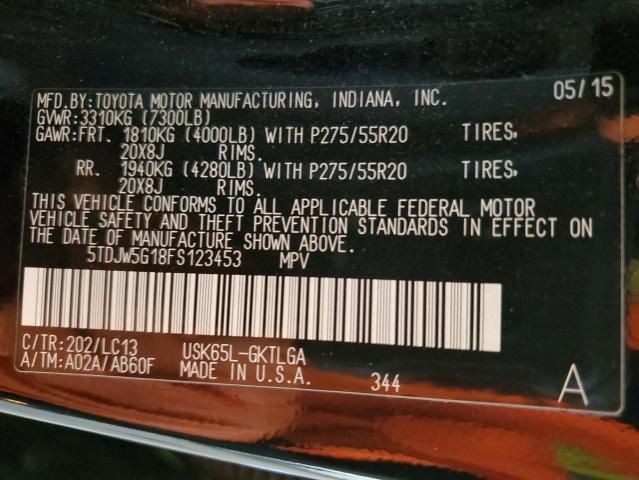 MFD.BY:TOYOTA MOTOR MANUFACTURING, INDIANA, INC. 05/15
GVWR:3310KG (7300LB)
GAWR:FRT. 1810KG (4000LB) WITH P275/55R20 TIRES,
20X8J RIMS.
RR. 1940KG (4280LB) WITH P275/55R20 TIRES,
20X8J RIMS.
THIS VEHICLE CONFORMS TO ALL APPLICABLE FEDERAL MOTOR
VEHICLE SAFETY AND THEFT PREVENTION STANDARDS IN EFFECT ON
THE DATE OF MANUFACTURE SHOWN ABOVE.
5TDJW5G18FS123453 MPV
C/TR:202/LC13 USK65L-GKTLGA
A/TM:A02A/AB60F MADE IN U.S.A. 344 A